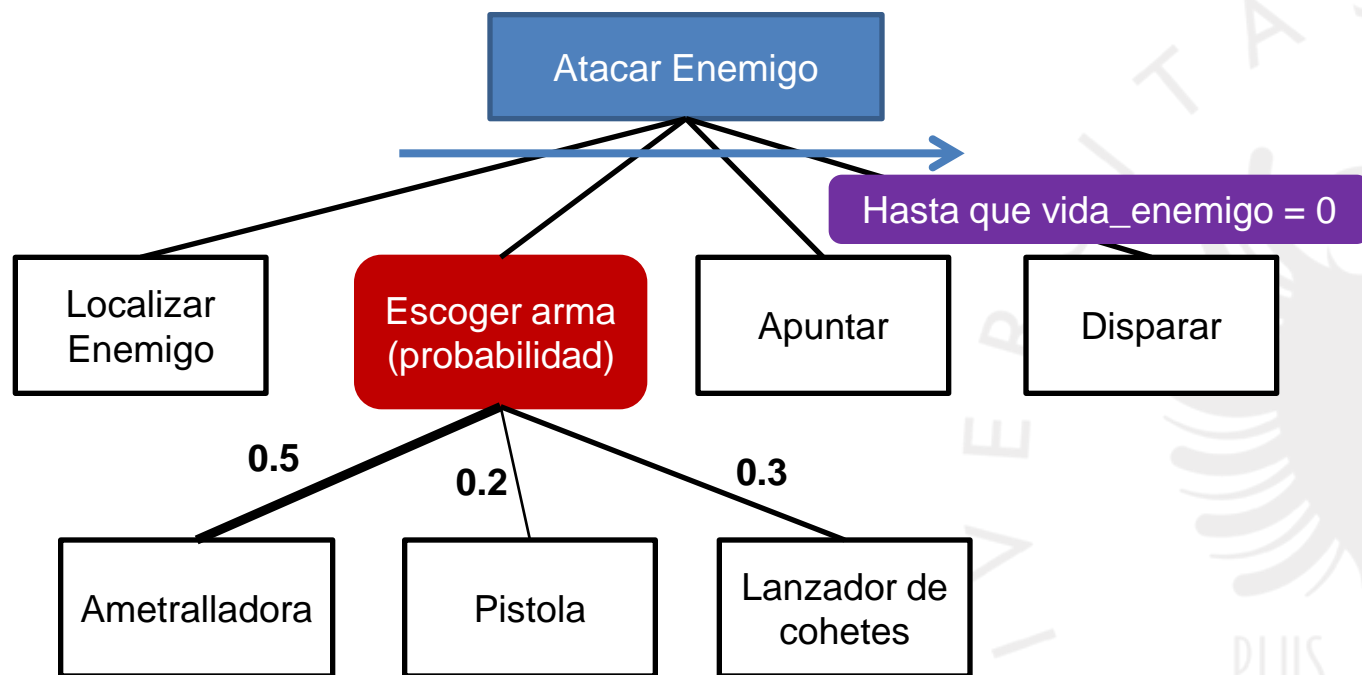 Atacar Enemigo
Hasta que vida_enemigo = 0
Localizar
Enemigo
Escoger arma
(probabilidad)
Apuntar
Disparar
0.5
0.2
0.3
Ametralladora
Pistola
Lanzador de
cohetes